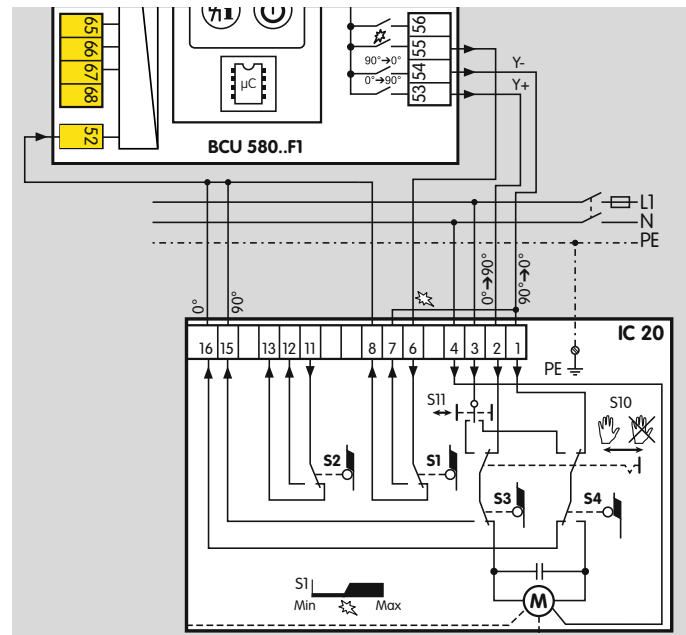 65
66
67
68
52
µC
BCU 580..F1
56
55
54
53
90°➔0°
0°➔90°
Y-
Y+
L1
N
PE
0°
90°
0°➔90°
90°➔0°
IC 20
16 15 13 12 11 8 7 6 4 3 2 1
PE
S11
S10
S2
S1
S3
S4
S1
Min Max
M